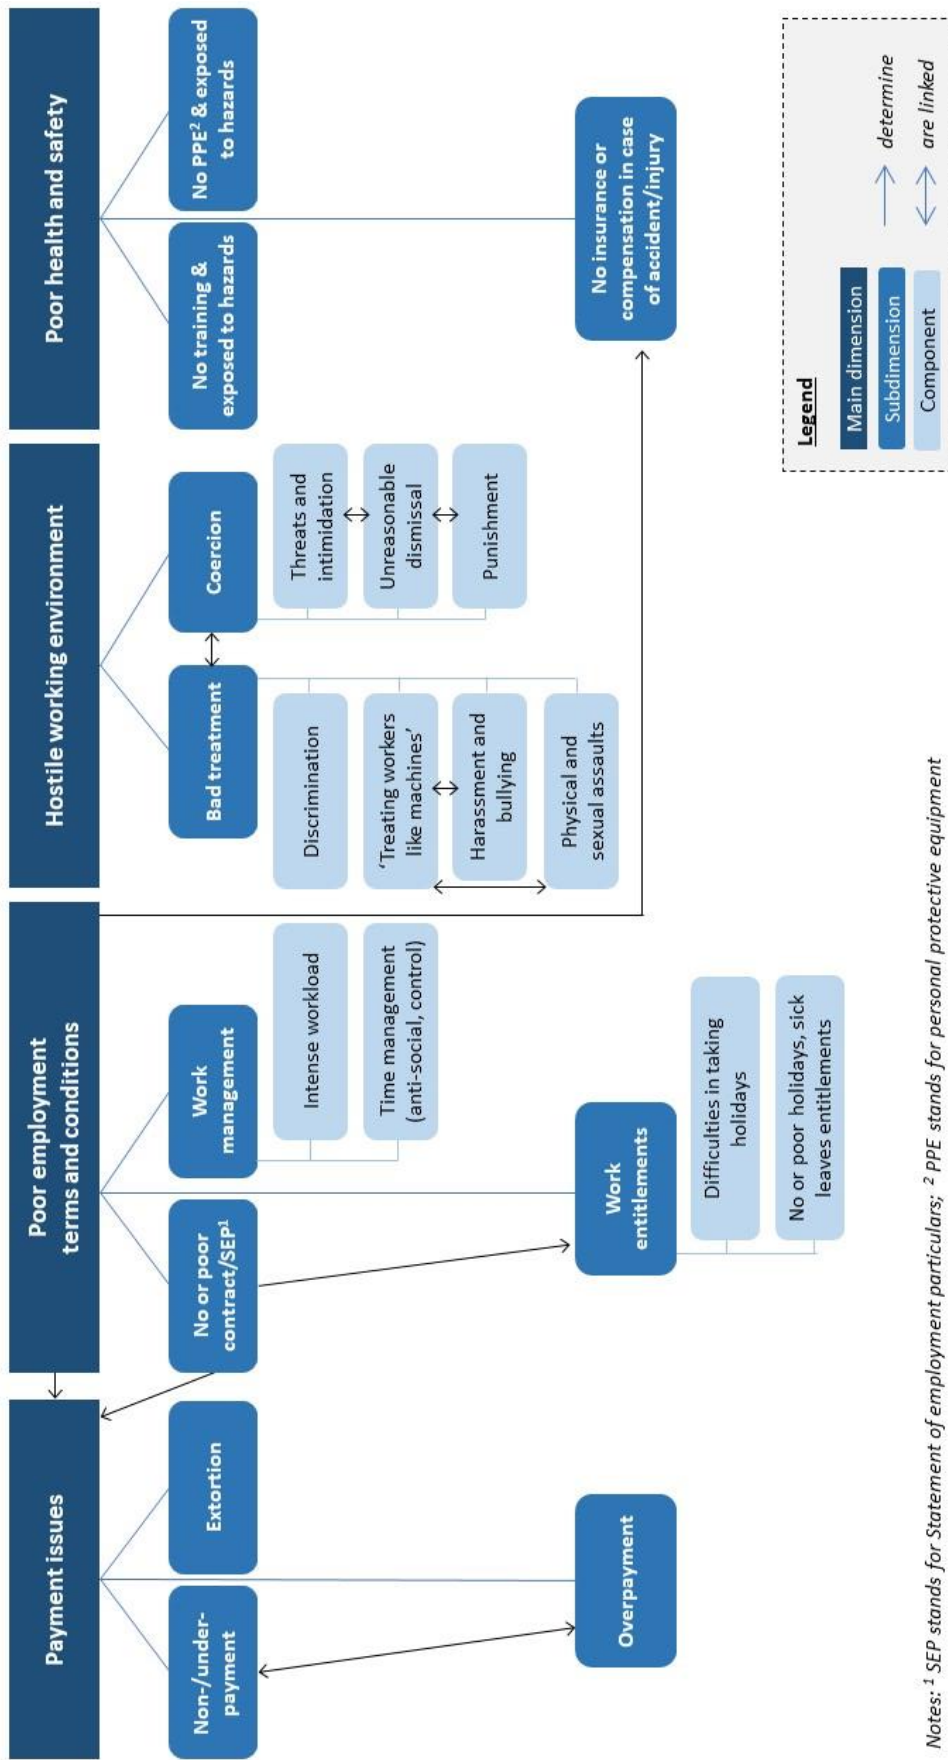 Payment issues
Non-/under-
payment
Extortion
Overpayment
Poor employment
terms and conditions
No or poor
contract/SEP¹
Work
management
Intense workload
Time management
(anti-social, control)
Work
entitlements
Difficulties in taking
holidays
No or poor holidays, sick
leaves entitlements
Hostile working environment
Bad treatment
Discrimination
‘Treating workers
like machines’
Harassment and
bullying
Physical and
sexual assaults
Coercion
Threats and
intimidation
Unreasonable
dismissal
Punishment
Poor health and safety
No training &
exposed to hazards
No PPE² & exposed
to hazards
No insurance or
compensation in case
of accident/injury
Legend
Main dimension
Subdimension
Component
determine
are linked
Notes: ¹ SEP stands for Statement of employment particulars; ² PPE stands for personal protective equipment